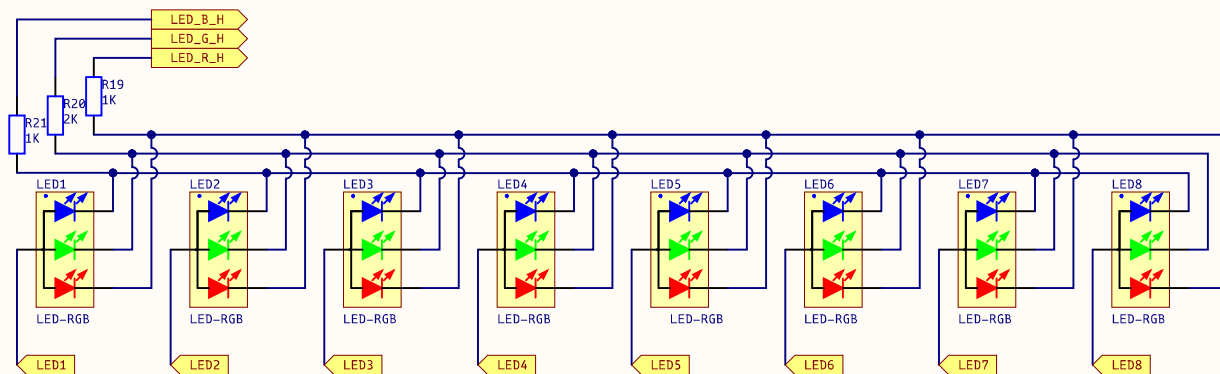 LED_B_H
LED_G_H
LED_R_H
R19
1K
R20
2K
R21
1K
LED1 LED2 LED3 LED4 LED5 LED6 LED7 LED8
LED-RGB LED-RGB LED-RGB LED-RGB LED-RGB LED-RGB LED-RGB LED-RGB
LED1 LED2 LED3 LED4 LED5 LED6 LED7 LED8